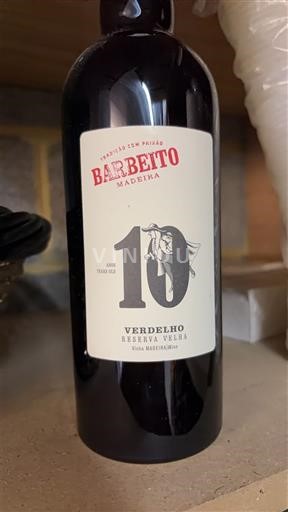 TRADIÇÃO COM PAIXÃO
BARBEITO
MADEIRA
10
ANOS
YEARS OLD
VERDELHO
RESERVA VELHA
Vinho MADEIRA Wine